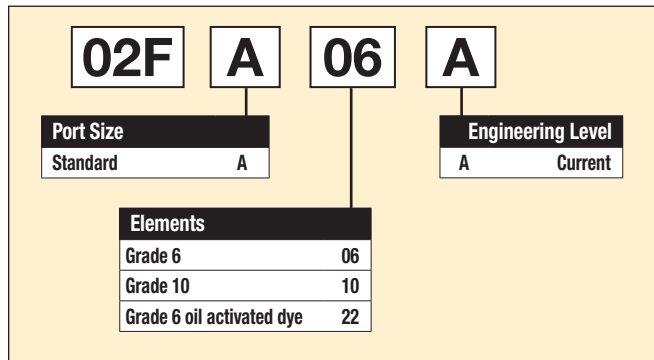 02F A 06 A
Port Size
Standard A
Engineering Level
A Current
Elements
Grade 6 06
Grade 10 10
Grade 6 oil activated dye 22